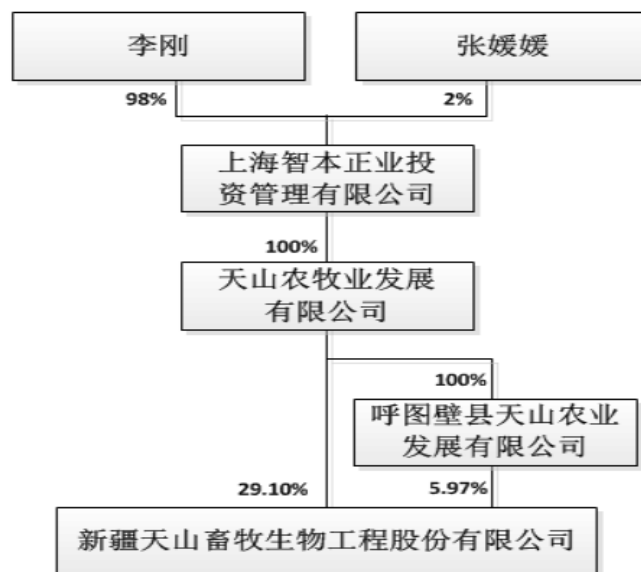 李刚
张媛媛
98%
2%
上海智本正业投
资管理有限公司
100%
天山农牧业发展
有限公司
100%
呼图壁县天山农业
发展有限公司
29.10%
5.97%
新疆天山畜牧生物工程股份有限公司